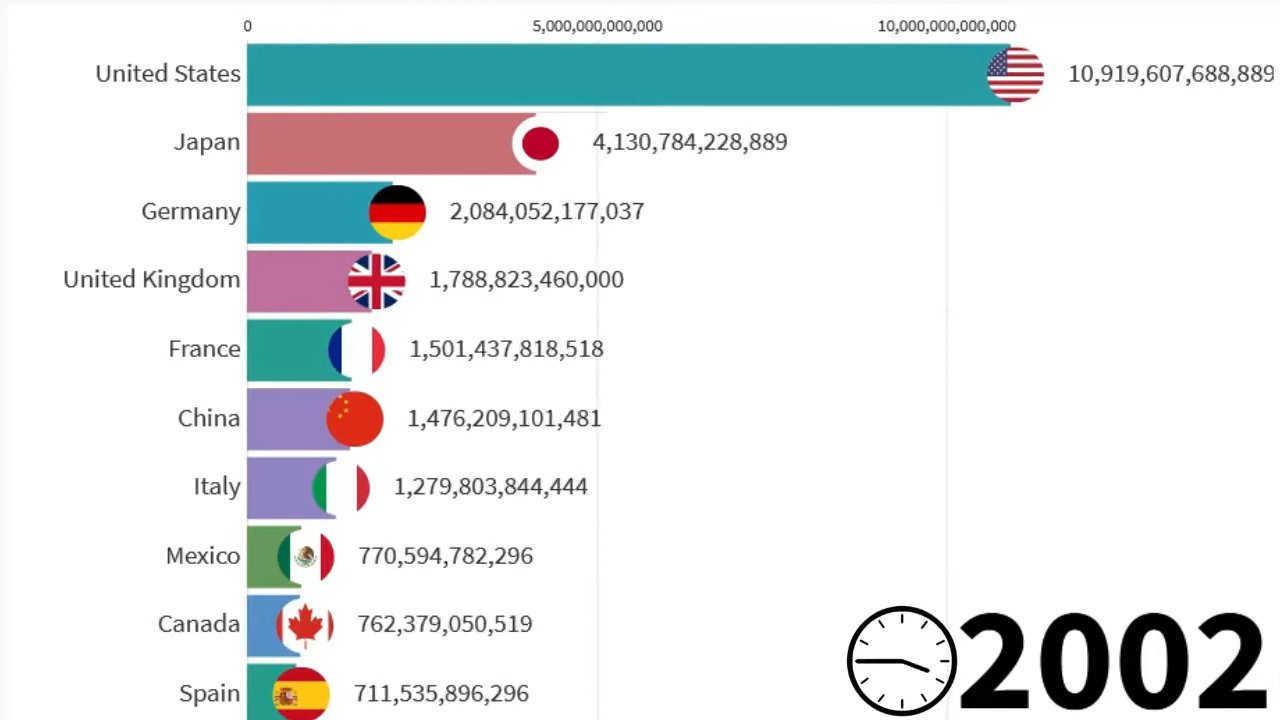 0 5,000,000,000,000 10,000,000,000,000
United States 10,919,607,688,889
Japan 4,130,784,228,889
Germany 2,084,052,177,037
United Kingdom 1,788,823,460,000
France 1,501,437,818,518
China 1,476,209,101,481
Italy 1,279,803,844,444
Mexico 770,594,782,296
Canada 762,379,050,519
Spain 711,535,896,296
2002